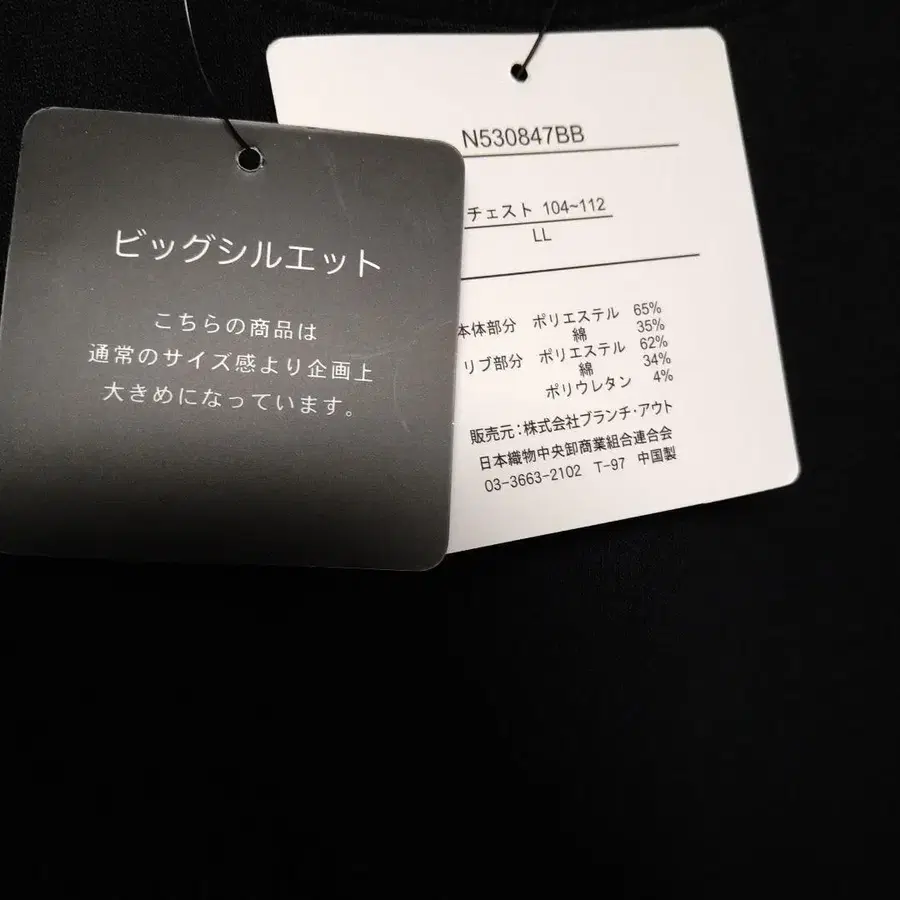 ビッグシルエット
こちらの商品は
通常のサイズ感より企画上
大きめになっています。
N530847BB
チェスト 104~112
LL
本体部分 ポリエステル 65%
綿 35%
リブ部分 ポリエステル 62%
綿 34%
ポリウレタン 4%
販売元:株式会社ブランチ・アウト
日本織物中央卸商業組合連合会
03-3663-2102 T-97 中国製